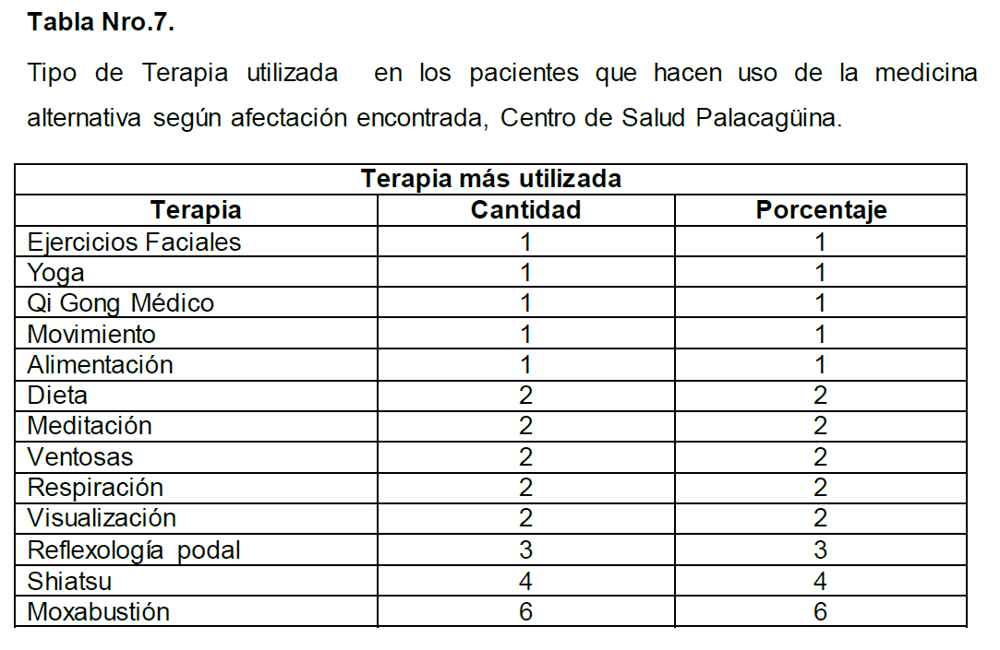 Tabla Nro.7.
Tipo de Terapia utilizada en los pacientes que hacen uso de la medicina
alternativa según afectación encontrada, Centro de Salud Palacagüina.
Terapia más utilizada
Terapia Cantidad Porcentaje
Ejercicios Faciales 1 1
Yoga 1 1
Qi Gong Médico 1 1
Movimiento 1 1
Alimentación 1 1
Dieta 2 2
Meditación 2 2
Ventosas 2 2
Respiración 2 2
Visualización 2 2
Reflexología podal 3 3
Shiatsu 4 4
Moxabustión 6 6